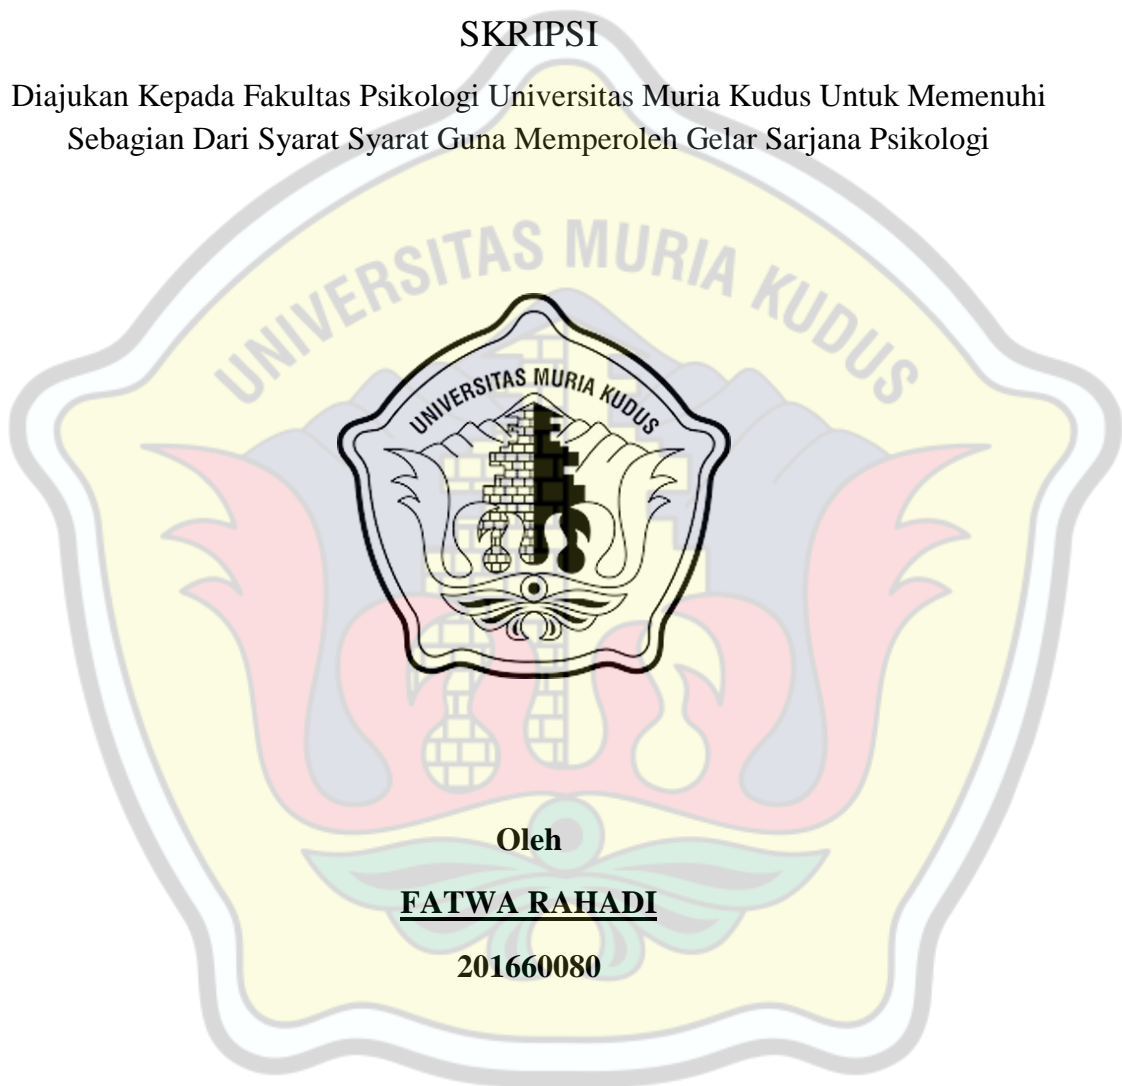 SKRIPSI
Diajukan Kepada Fakultas Psikologi Universitas Muria Kudus Untuk Memenuhi
Sebagian Dari Syarat Syarat Guna Memperoleh Gelar Sarjana Psikologi
UNIVERSITAS MURIA KUDUS
UNIVERSITAS MURIA KUDUS
Oleh
FATWA RAHADI
201660080